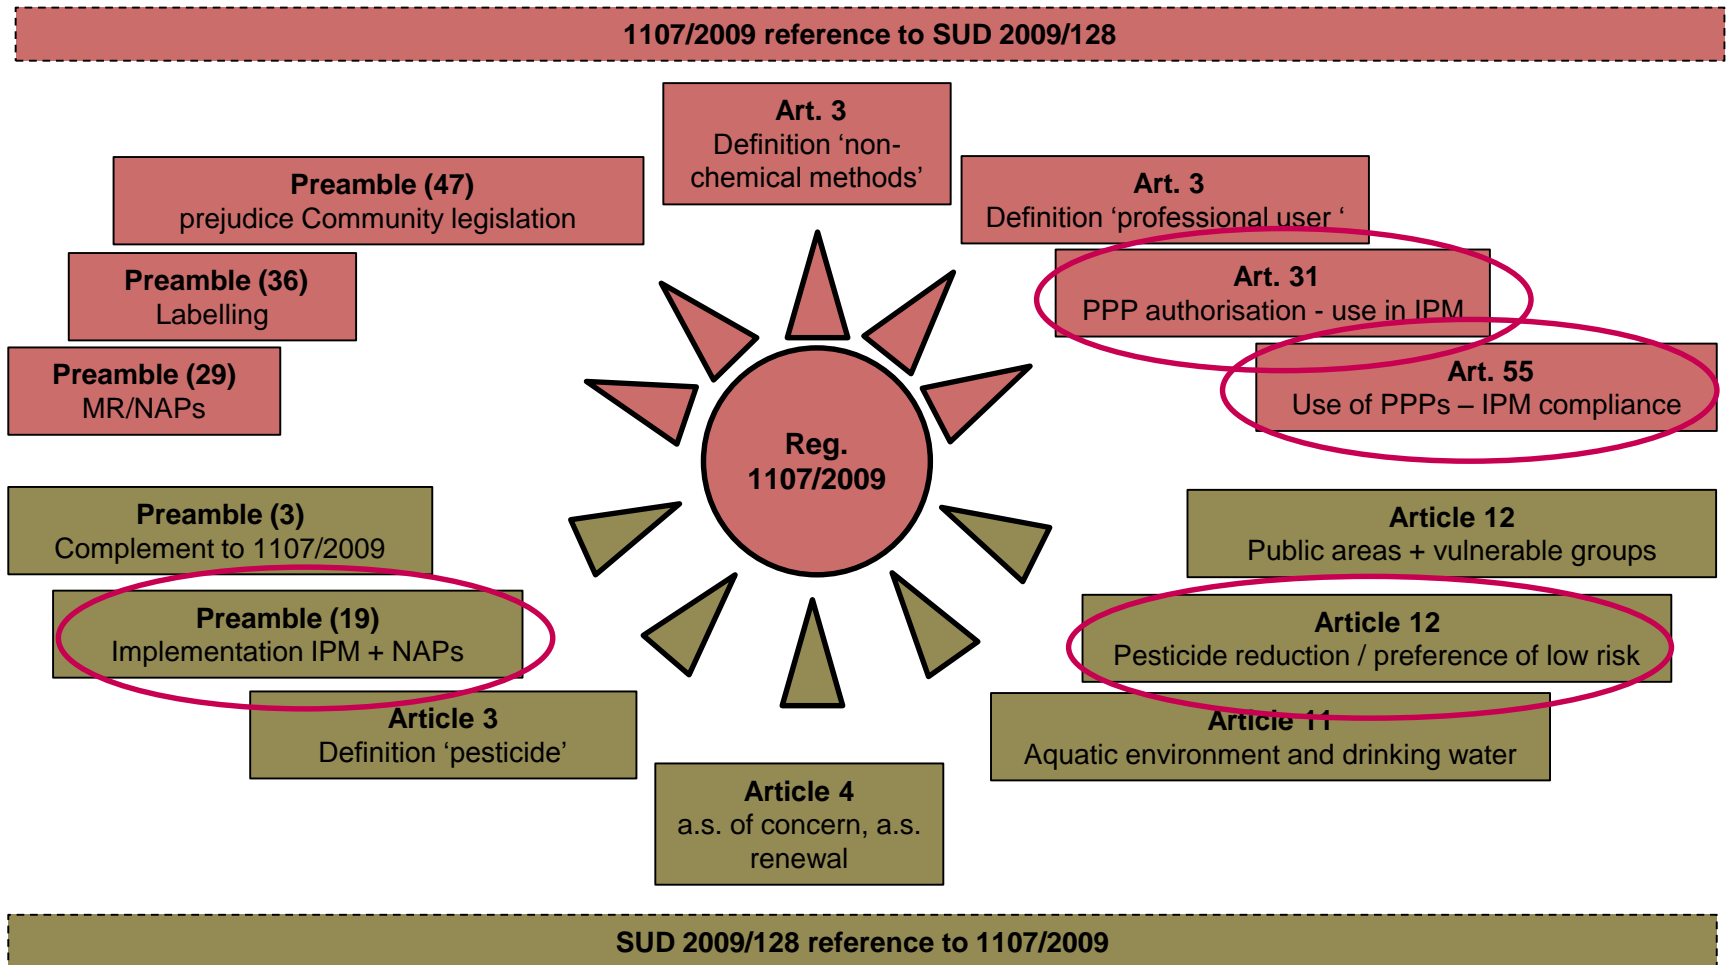 1107/2009 reference to SUD 2009/128
Art. 3
Definition ‘non-
chemical methods’
Preamble (47)
prejudice Community legislation
Art. 3
Definition ‘professional user ‘
Preamble (36)
Labelling
Art. 31
PPP authorisation - use in IPM
Preamble (29)
MR/NAPs
Art. 55
Use of PPPs – IPM compliance
Reg.
1107/2009
Preamble (3)
Complement to 1107/2009
Article 12
Public areas + vulnerable groups
Preamble (19)
Implementation IPM + NAPs
Article 12
Pesticide reduction / preference of low risk
Article 3
Definition ‘pesticide’
Article 11
Aquatic environment and drinking water
Article 4
a.s. of concern, a.s.
renewal
SUD 2009/128 reference to 1107/2009